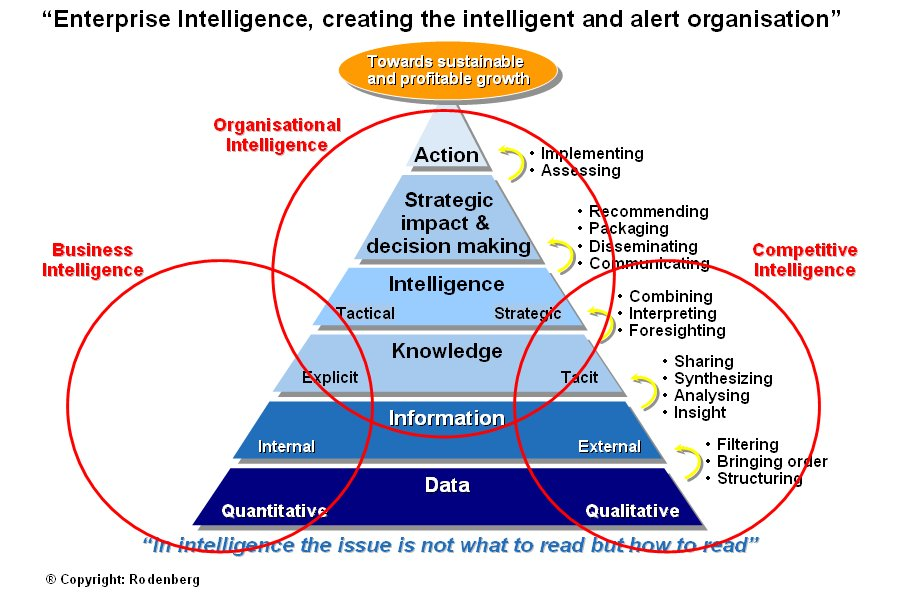 “Enterprise Intelligence, creating the intelligent and alert organisation”
Towards sustainable
and profitable growth
Organisational
Intelligence
Action
• Implementing
• Assessing
Strategic
impact &
decision making
• Recommending
• Packaging
• Disseminating
• Communicating
Business
Intelligence
Competitive
Intelligence
Intelligence
Tactical
Strategic
• Combining
• Interpreting
• Foresighting
Knowledge
Explicit
Tacit
• Sharing
• Synthesizing
• Analysing
• Insight
Information
Internal
External
• Filtering
• Bringing order
• Structuring
Data
Quantitative
Qualitative
“in intelligence the issue is not what to read but how to read”
® Copyright: Rodenberg